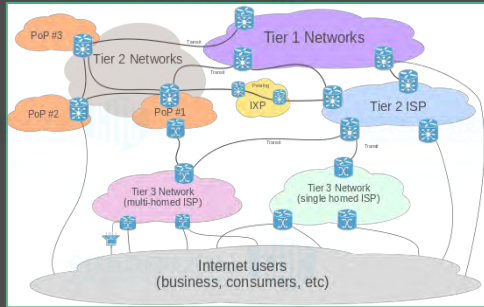 PoP #3
Transit
Tier 1 Networks
Tier 2 Networks
Transit
Peering
IXP
Tier 2 ISP
PoP #2
PoP #1
Transit
Transit
Tier 3 Network
(multi-homed ISP)
Tier 3 Network
(single homed ISP)
Internet users
(business, consumers, etc)